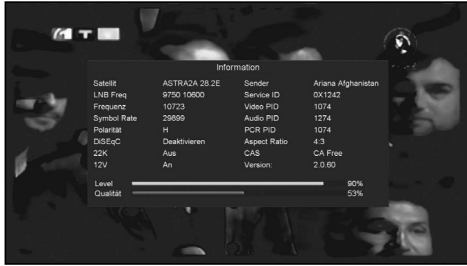 T
Information
Satellit ASTRA2A 28.2E Sender Ariana Afghanistan
LNB Freq 9750 10600 Service ID 0X1242
Frequenz 10723 Video PID 1074
Symbol Rate 29899 Audio PID 1274
Polarität H PCR PID 1074
DiSEqC Deaktivieren Aspect Ratio 4:3
22K Aus CAS CA Free
12V An Version: 2.0.60
Level 90%
Qualität 53%